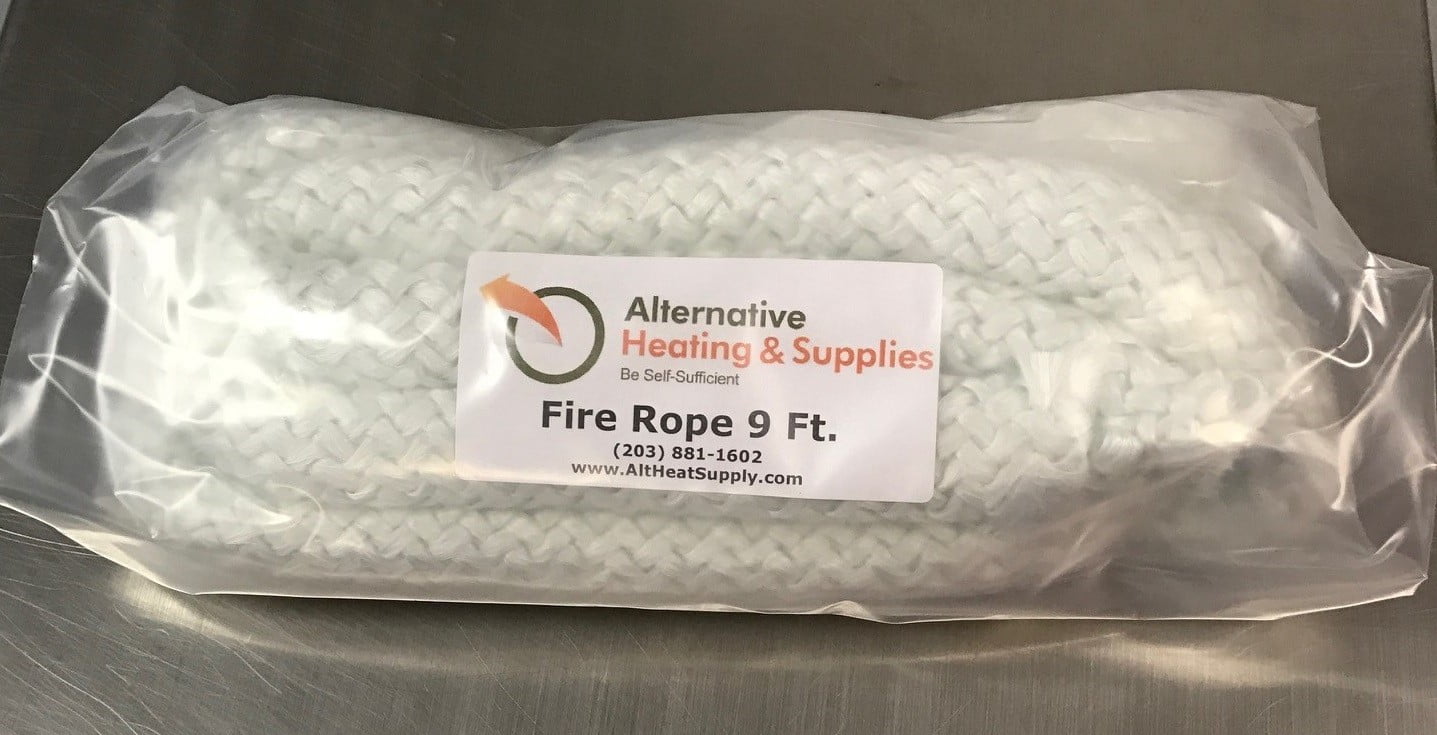 Alternative
Heating & Supplies
Be Self-Sufficient
Fire Rope 9 Ft.
(203) 881-1602
www.AltHeatSupply.com